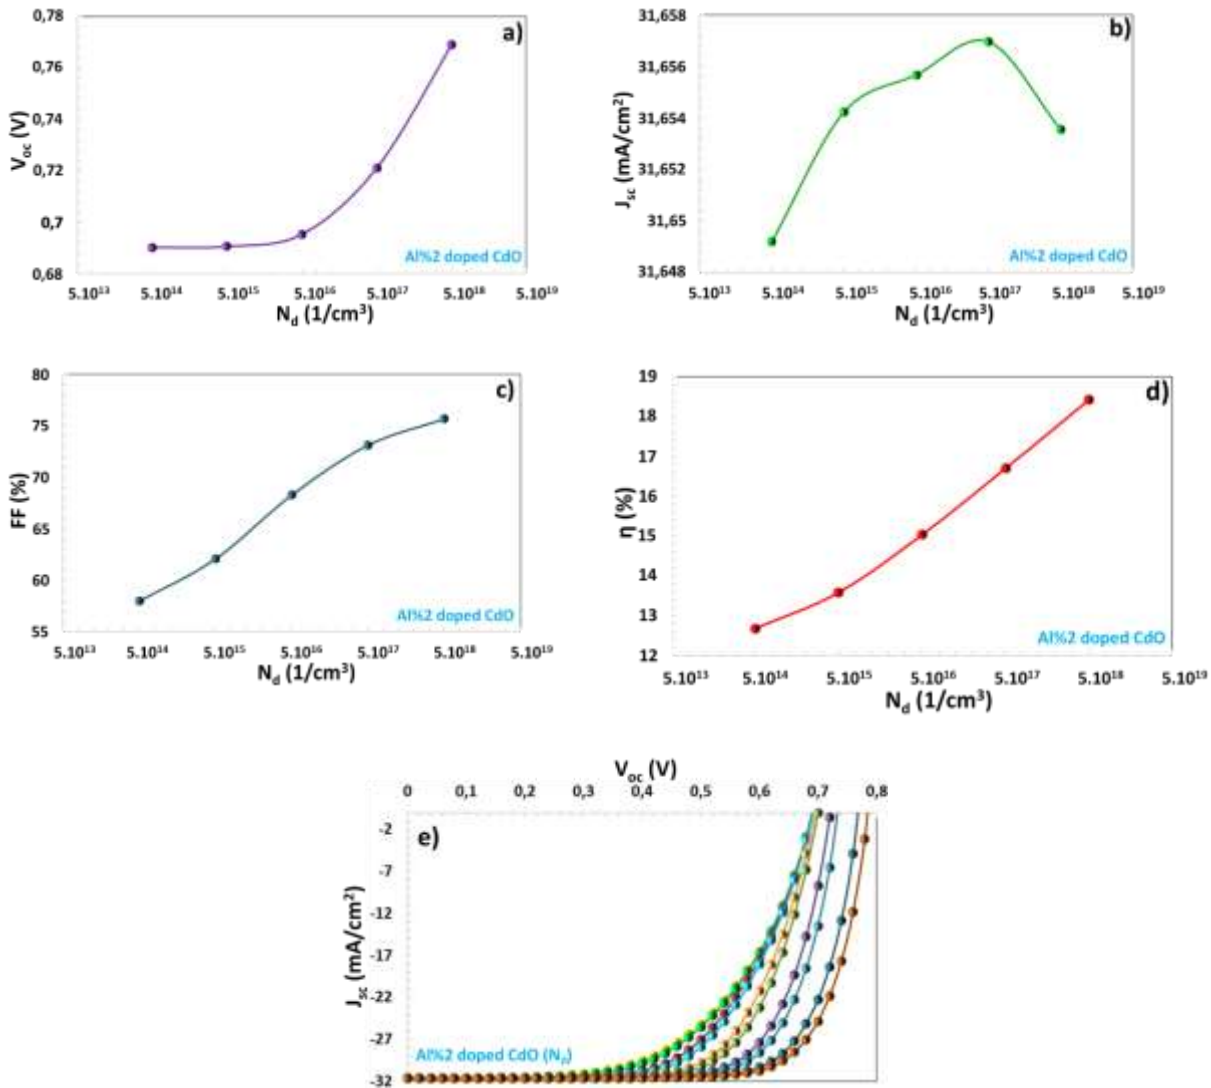 a)
0,78
0,76
0,74
0,72
0,7
0,68
V_oc (V)
Al%2 doped CdO
5.10^13 5.10^14 5.10^15 5.10^16 5.10^17 5.10^18 5.10^19
N_d (1/cm^3)
b)
31,658
31,656
31,654
31,652
31,65
31,648
J_sc (mA/cm^2)
Al%2 doped CdO
5.10^13 5.10^14 5.10^15 5.10^16 5.10^17 5.10^18 5.10^19
N_d (1/cm^3)
c)
80
75
70
65
60
55
FF (%)
Al%2 doped CdO
5.10^13 5.10^14 5.10^15 5.10^16 5.10^17 5.10^18 5.10^19
N_d (1/cm^3)
d)
19
18
17
16
15
14
13
12
η (%)
Al%2 doped CdO
5.10^13 5.10^14 5.10^15 5.10^16 5.10^17 5.10^18 5.10^19
N_d (1/cm^3)
V_oc (V)
0 0,1 0,2 0,3 0,4 0,5 0,6 0,7 0,8
e)
-2
-7
-12
-17
-22
-27
-32
J_sc (mA/cm^2)
Al%2 doped CdO